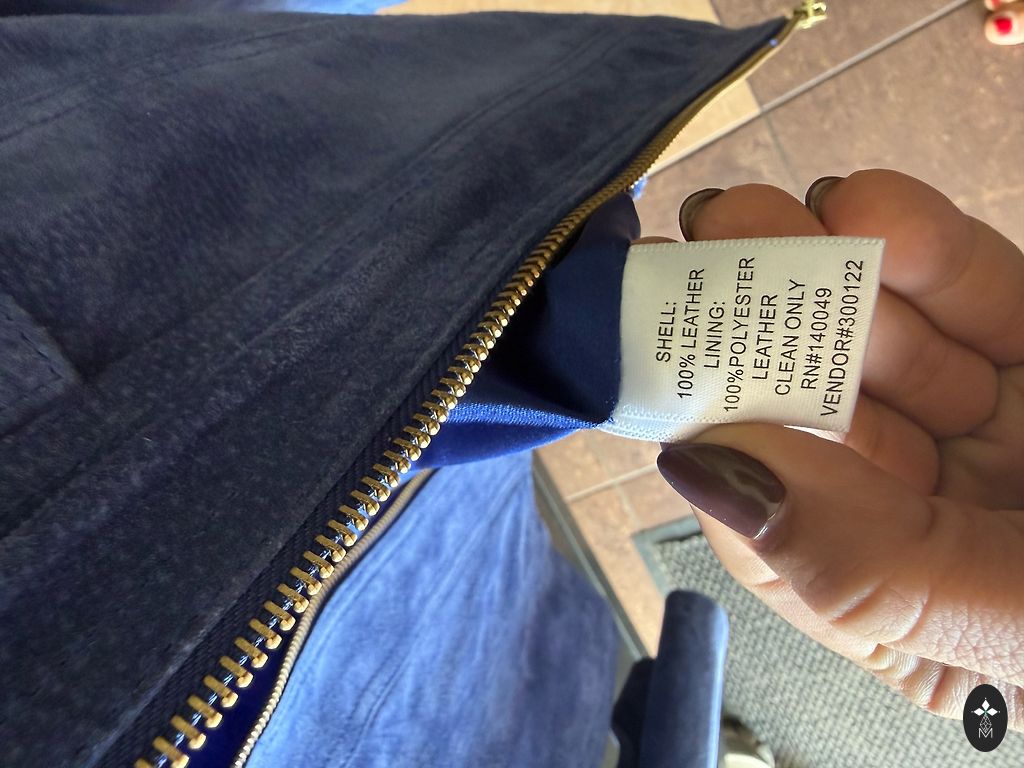 SHELL:
100% LEATHER
LINING:
100%POLYESTER
LEATHER
CLEAN ONLY
RN#140049
VENDOR#300122